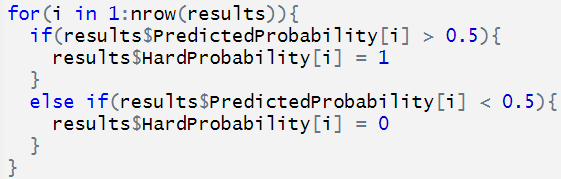 for(i in 1:nrow(results)){
  if(results$PredictedProbability[i] > 0.5){
    results$HardProbability[i] = 1
  }
  else if(results$PredictedProbability[i] < 0.5){
    results$HardProbability[i] = 0
  }
}